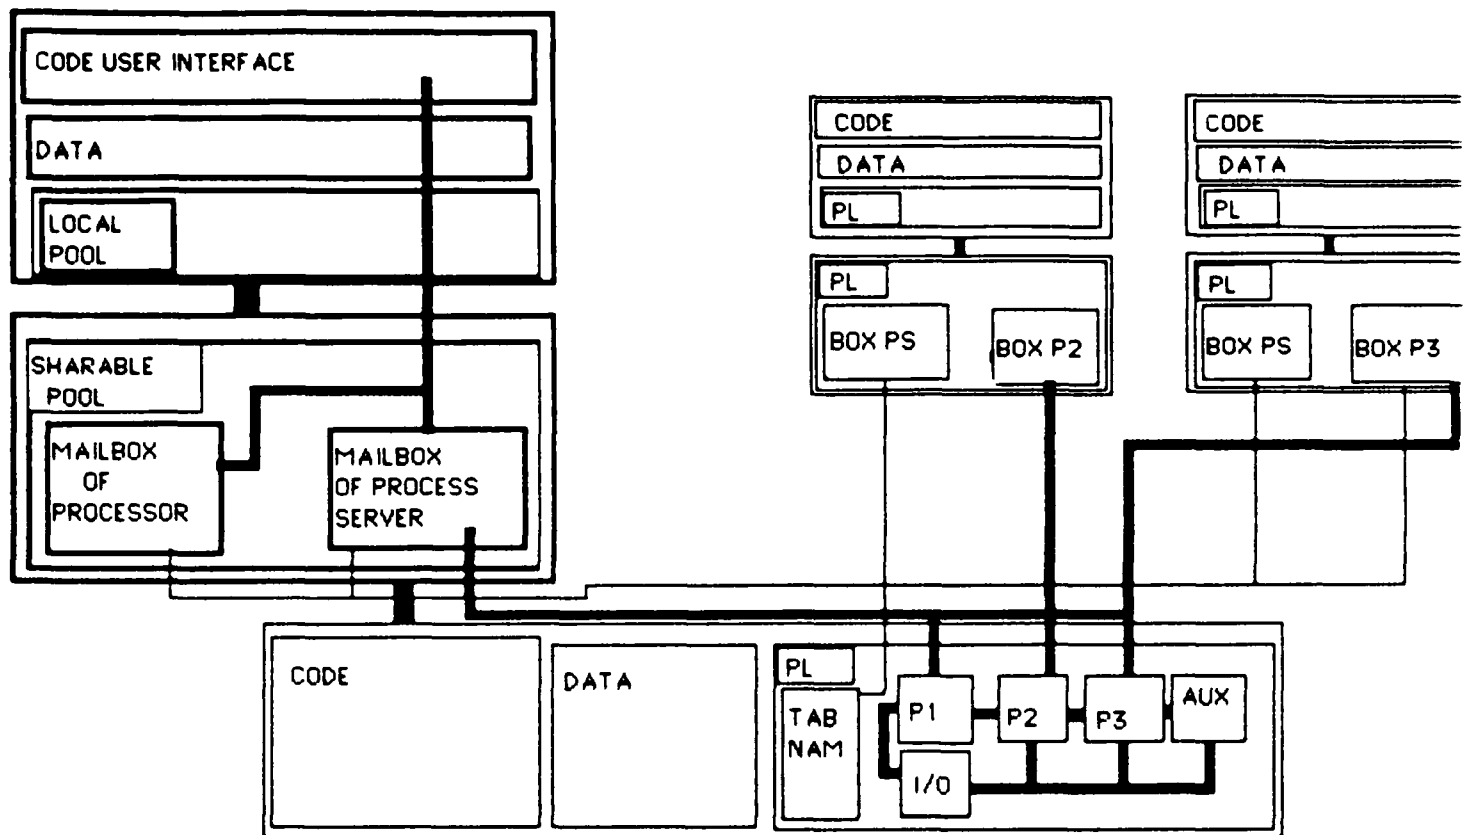 CODE USER INTERFACE
DATA
LOCAL
POOL
SHARABLE
POOL
MAILBOX
OF
PROCESSOR
MAILBOX
OF PROCESS
SERVER
CODE
DATA
PL
PL
BOX PS
BOX P2
CODE
DATA
PL
PL
BOX PS
BOX P3
CODE
DATA
PL
TAB
NAM
P1
P2
P3
AUX
I/O